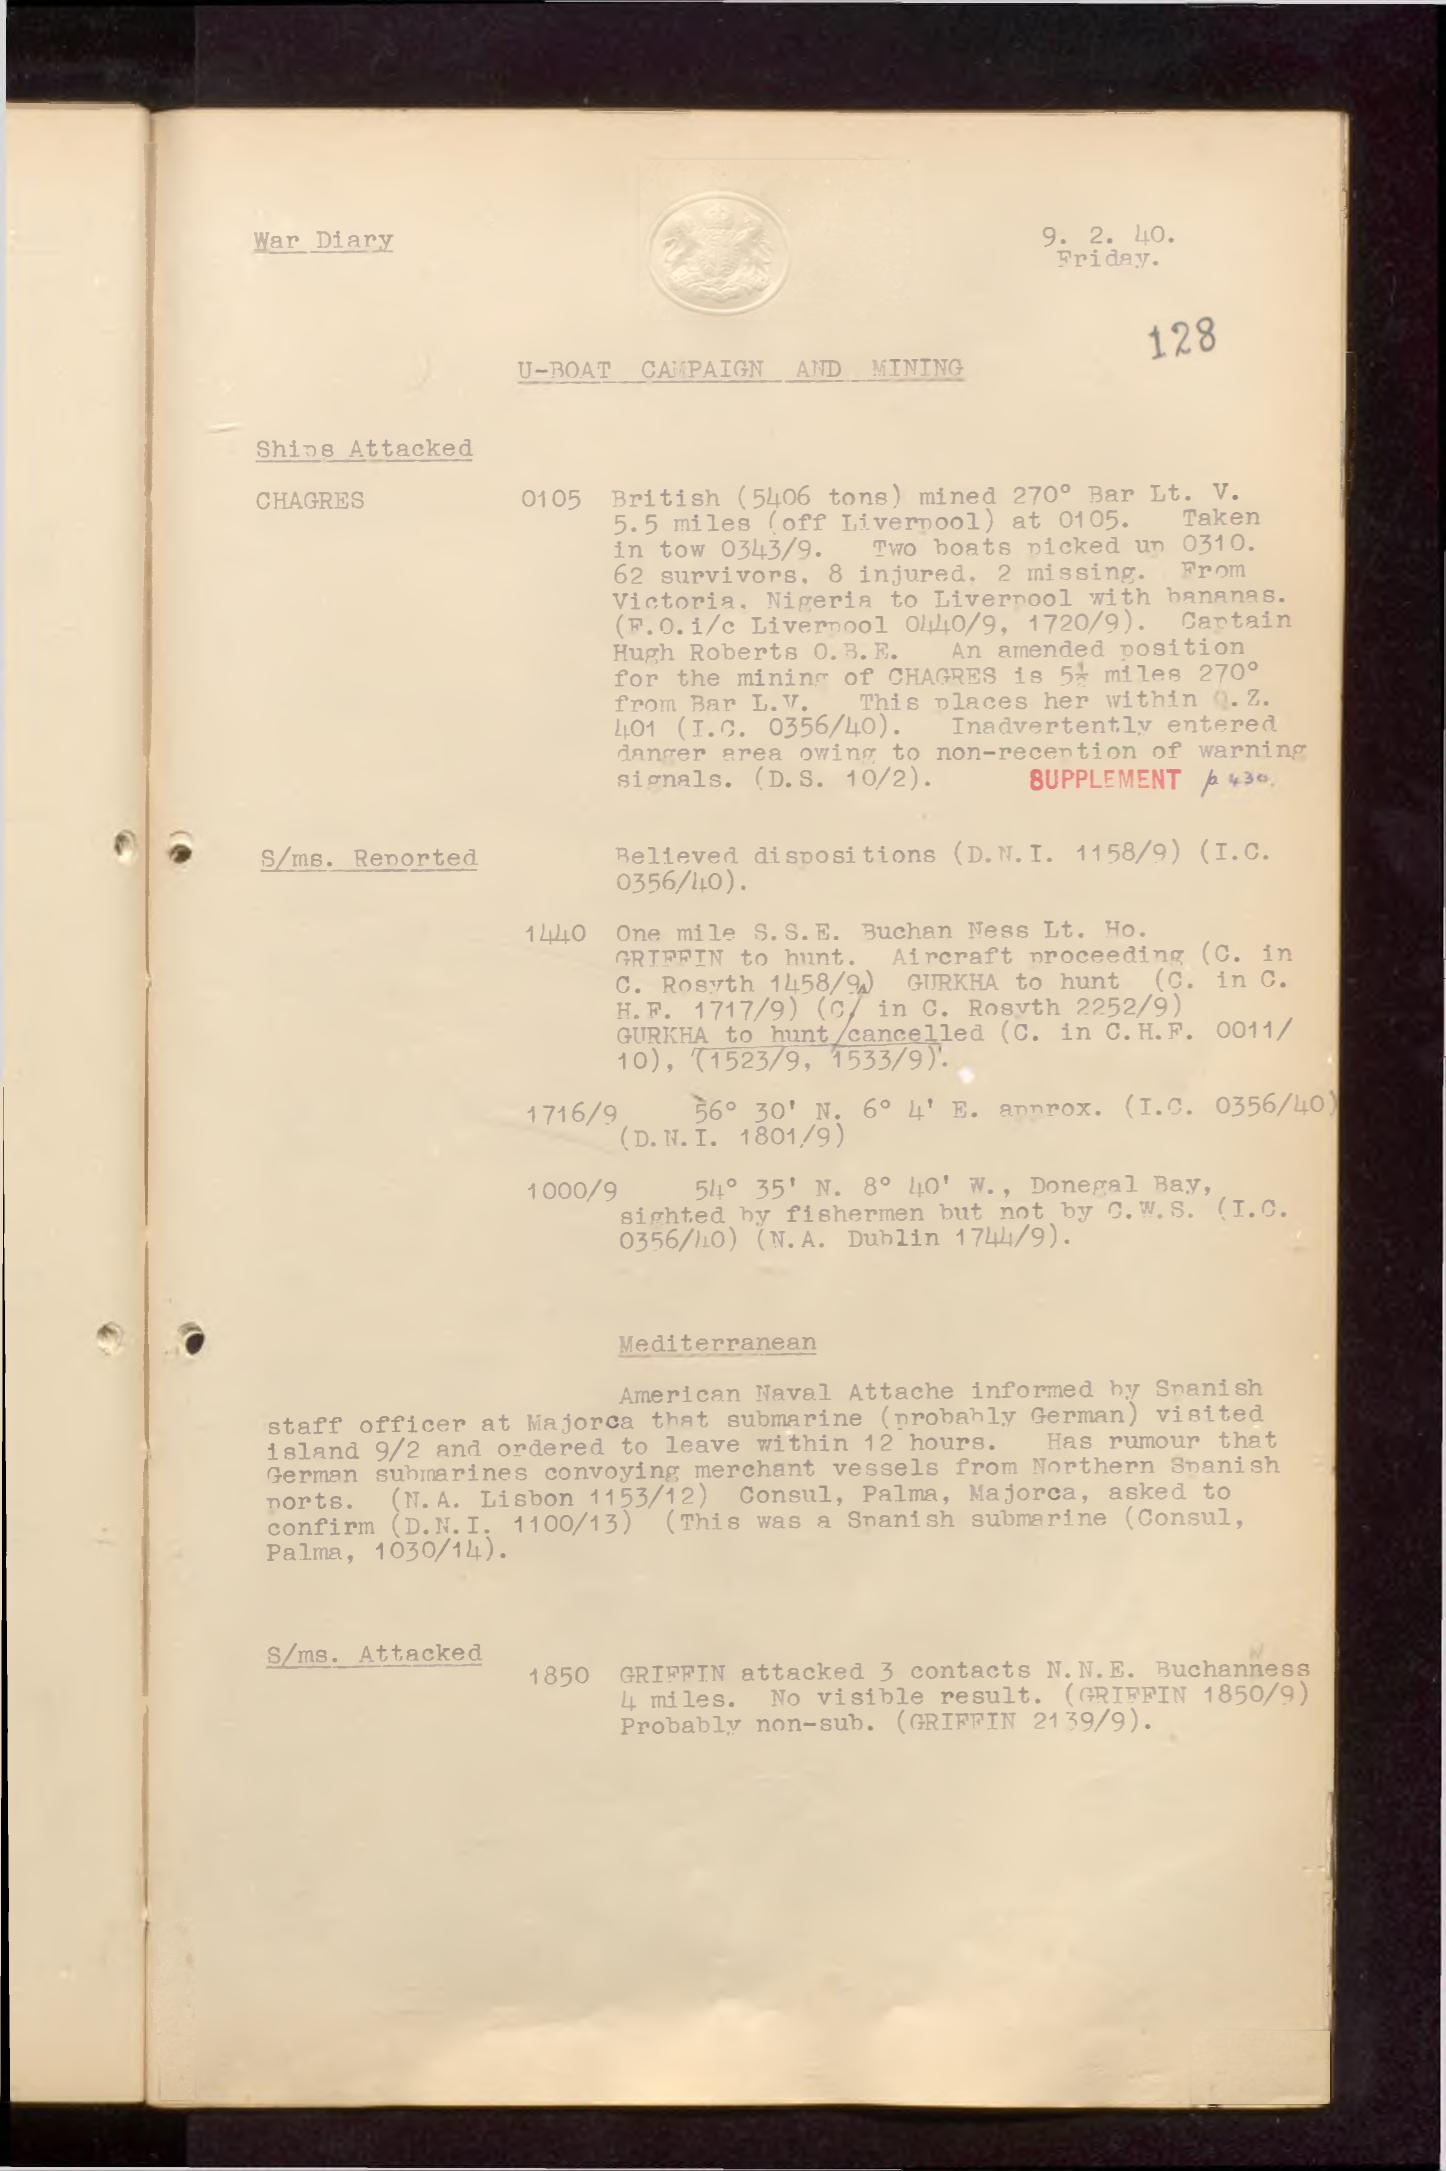 War Diary
9. 2. 40.
Friday.
128
U-BOAT CAMPAIGN AND MINING
Ships Attacked
CHAGRES 0105 British (5406 tons) mined 270° Bar Lt. V.
5.5 miles (off Liverpool) at 0105. Taken
in tow 0343/9. Two boats picked up 0310.
62 survivors, 8 injured, 2 missing. From
Victoria, Nigeria to Liverpool with bananas.
(F.O.i/c Liverpool 0440/9, 1720/9). Captain
Hugh Roberts O.B.E. An amended position
for the mining of CHAGRES is 5½ miles 270°
from Bar L.V. This places her within Q.Z.
401 (I.C. 0356/40). Inadvertently entered
danger area owing to non-reception of warning
signals. (D.S. 10/2). SUPPLEMENT p 430.
S/ms. Reported Believed dispositions (D.N.I. 1158/9) (I.C.
0356/40).
1440 One mile S.S.E. Buchan Ness Lt. Ho.
GRIFFIN to hunt. Aircraft proceeding (C. in
C. Rosyth 1458/9) GURKHA to hunt (C. in C.
H.F. 1717/9) (C/ in C. Rosyth 2252/9)
GURKHA to hunt/cancelled (C. in C.H.F. 0011/
10), (1523/9, 1533/9).
1716/9 56° 30' N. 6° 4' E. approx. (I.C. 0356/40)
(D.N.I. 1801/9)
1000/9 54° 35' N. 8° 40' W., Donegal Bay,
sighted by fishermen but not by C.W.S. (I.C.
0356/40) (N.A. Dublin 1744/9).
Mediterranean
American Naval Attache informed by Spanish
staff officer at Majorca that submarine (probably German) visited
island 9/2 and ordered to leave within 12 hours. Has rumour that
German submarines convoying merchant vessels from Northern Spanish
ports. (N.A. Lisbon 1153/12) Consul, Palma, Majorca, asked to
confirm (D.N.I. 1100/13) (This was a Spanish submarine (Consul,
Palma, 1030/14).
S/ms. Attacked
1850 GRIFFIN attacked 3 contacts N.N.E. Buchanness
4 miles. No visible result. (GRIFFIN 1850/9)
Probably non-sub. (GRIFFIN 2139/9).